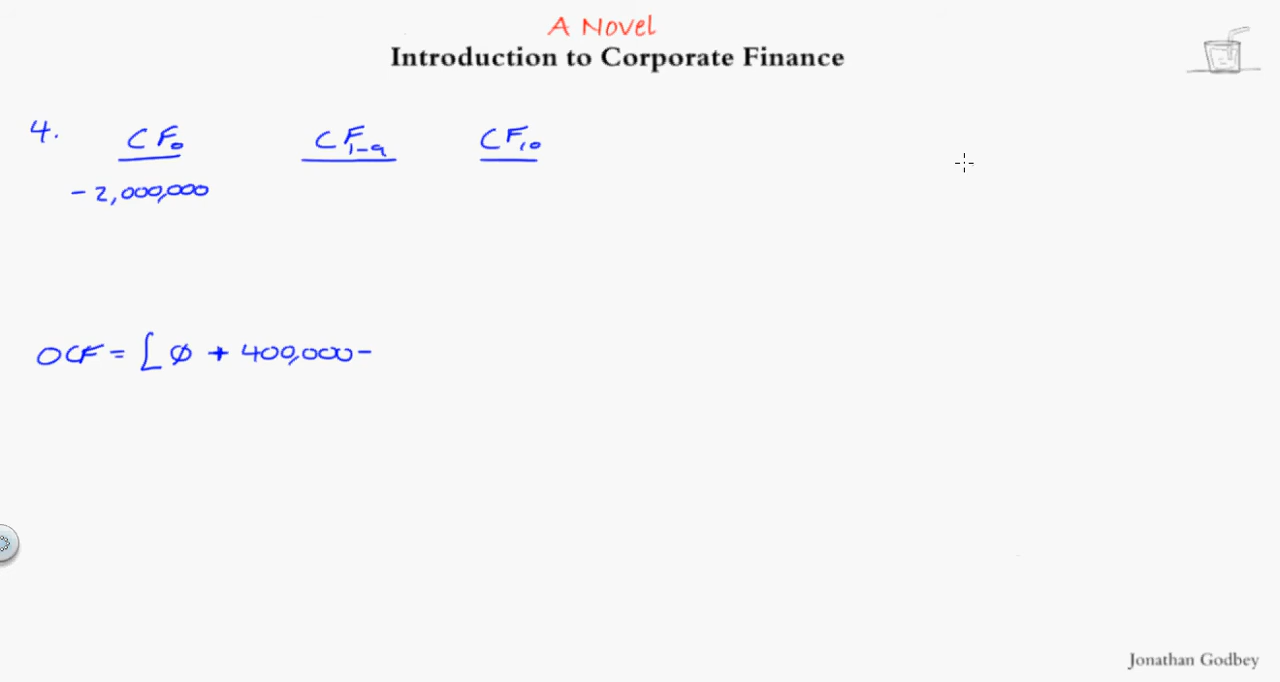 A Novel
Introduction to Corporate Finance
4. CF₀ CF₁₋₉ CF₁₀
- 2,000,000
OCF = [ Ø + 400,000 -
Jonathan Godbey